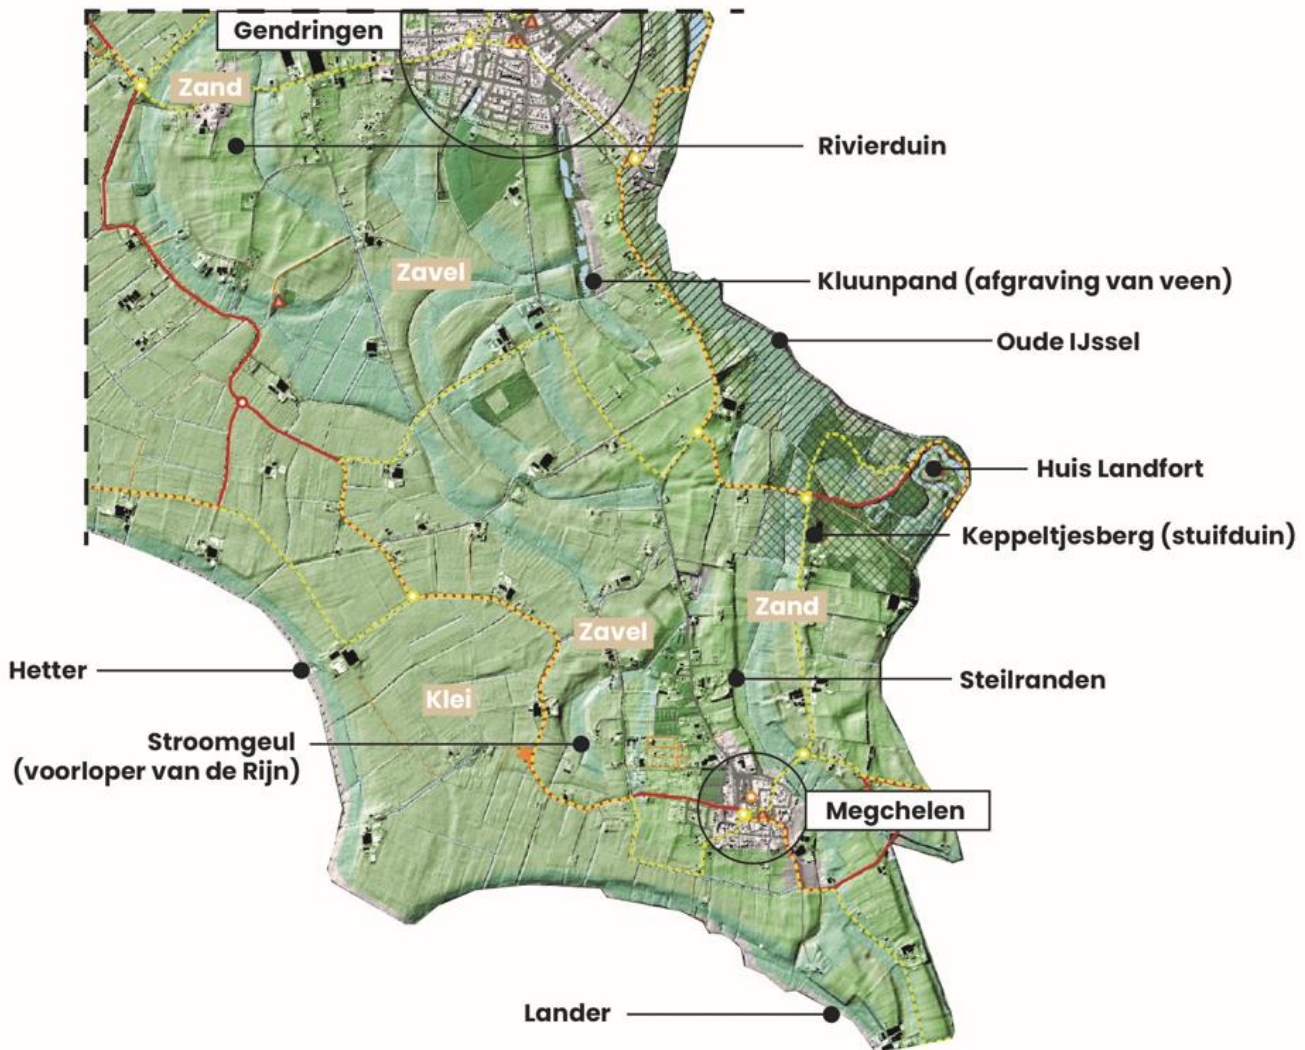 Gendringen
Zand
Rivierduin
Zavel
Kluunpand (afgraving van veen)
Oude IJssel
Huis Landfort
Keppeltjesberg (stuifduin)
Zand
Zavel
Hetter
Steilranden
Klei
Stroomgeul
(voorloper van de Rijn)
Megchelen
Lander